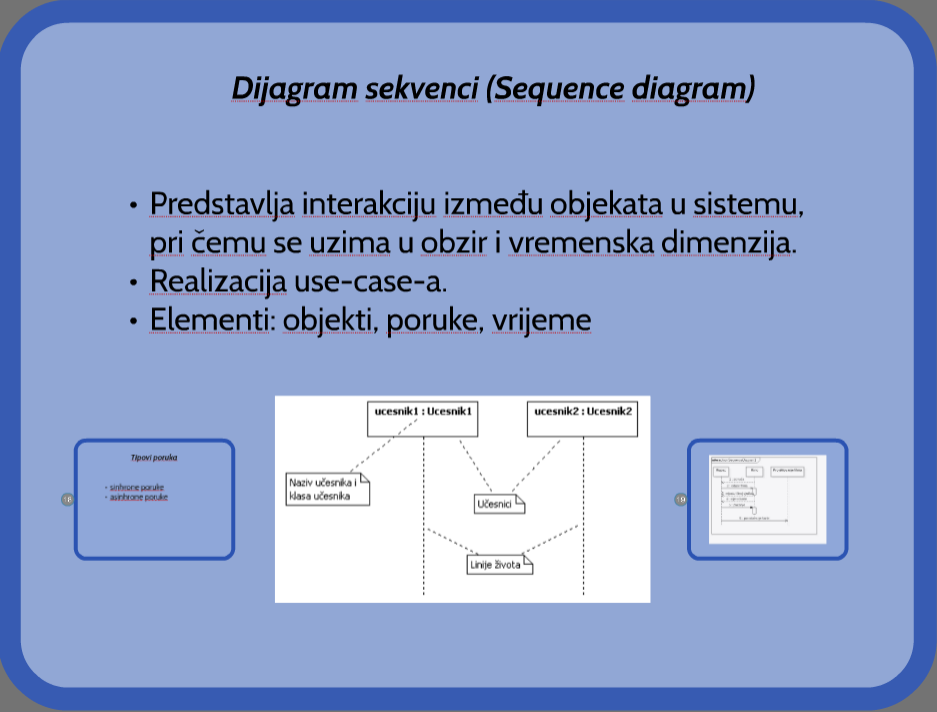 Dijagram sekvenci (Sequence diagram)
• Predstavlja interakciju između objekata u sistemu,
pri čemu se uzima u obzir i vremenska dimenzija.
• Realizacija use-case-a.
• Elementi: objekti, poruke, vrijeme
ucesnik1 : Ucesnik1
ucesnik2 : Ucesnik2
Naziv učesnika i
klasa učesnika
Učesnici
Linije života
Tipovi poruka
• sinhrone poruke
• asinhrone poruke
18
19